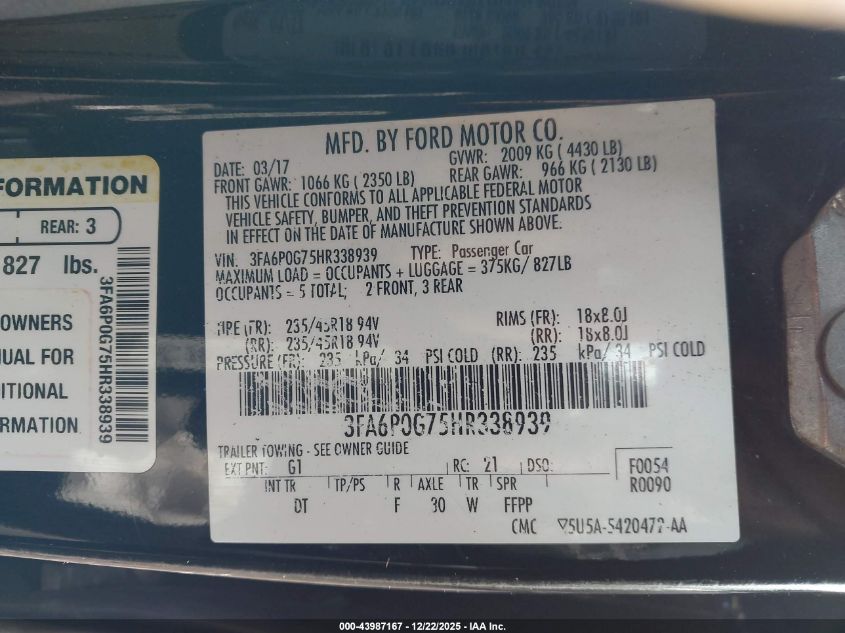 FORMATION
REAR: 3
827 lbs.
OWNERS
NUAL FOR
DITIONAL
FORMATION
3FA6P0G75HR338939
MFD. BY FORD MOTOR CO.
DATE: 03/17 GVWR: 2009 KG ( 4430 LB)
FRONT GAWR: 1066 KG ( 2350 LB) REAR GAWR: 966 KG ( 2130 LB)
THIS VEHICLE CONFORMS TO ALL APPLICABLE FEDERAL MOTOR
VEHICLE SAFETY, BUMPER, AND THEFT PREVENTION STANDARDS
IN EFFECT ON THE DATE OF MANUFACTURE SHOWN ABOVE.
VIN: 3FA6P0G75HR338939 TYPE: Passenger Car
MAXIMUM LOAD = OCCUPANTS + LUGGAGE = 375KG/ 827LB
OCCUPANTS = 5 TOTAL; 2 FRONT, 3 REAR
TIRE (FR): 235/45R18 94V RIMS (FR): 18x8.0J
(RR): 235/45R18 94V (RR): 18x8.0J
PRESSURE (FR): 235 kPa/ 34 PSI COLD (RR): 235 kPa/ 34 PSI COLD
3FA6P0G75HR338939
TRAILER TOWING - SEE OWNER GUIDE
EXT PNT: G1 RC: 21 DSO: F0054
INT TR TP/PS R AXLE TR SPR R0090
DT F 30 W FFPP
CMC 5U5A-5420472-AA
000-43987167 - 12/22/2025 - IAA Inc.